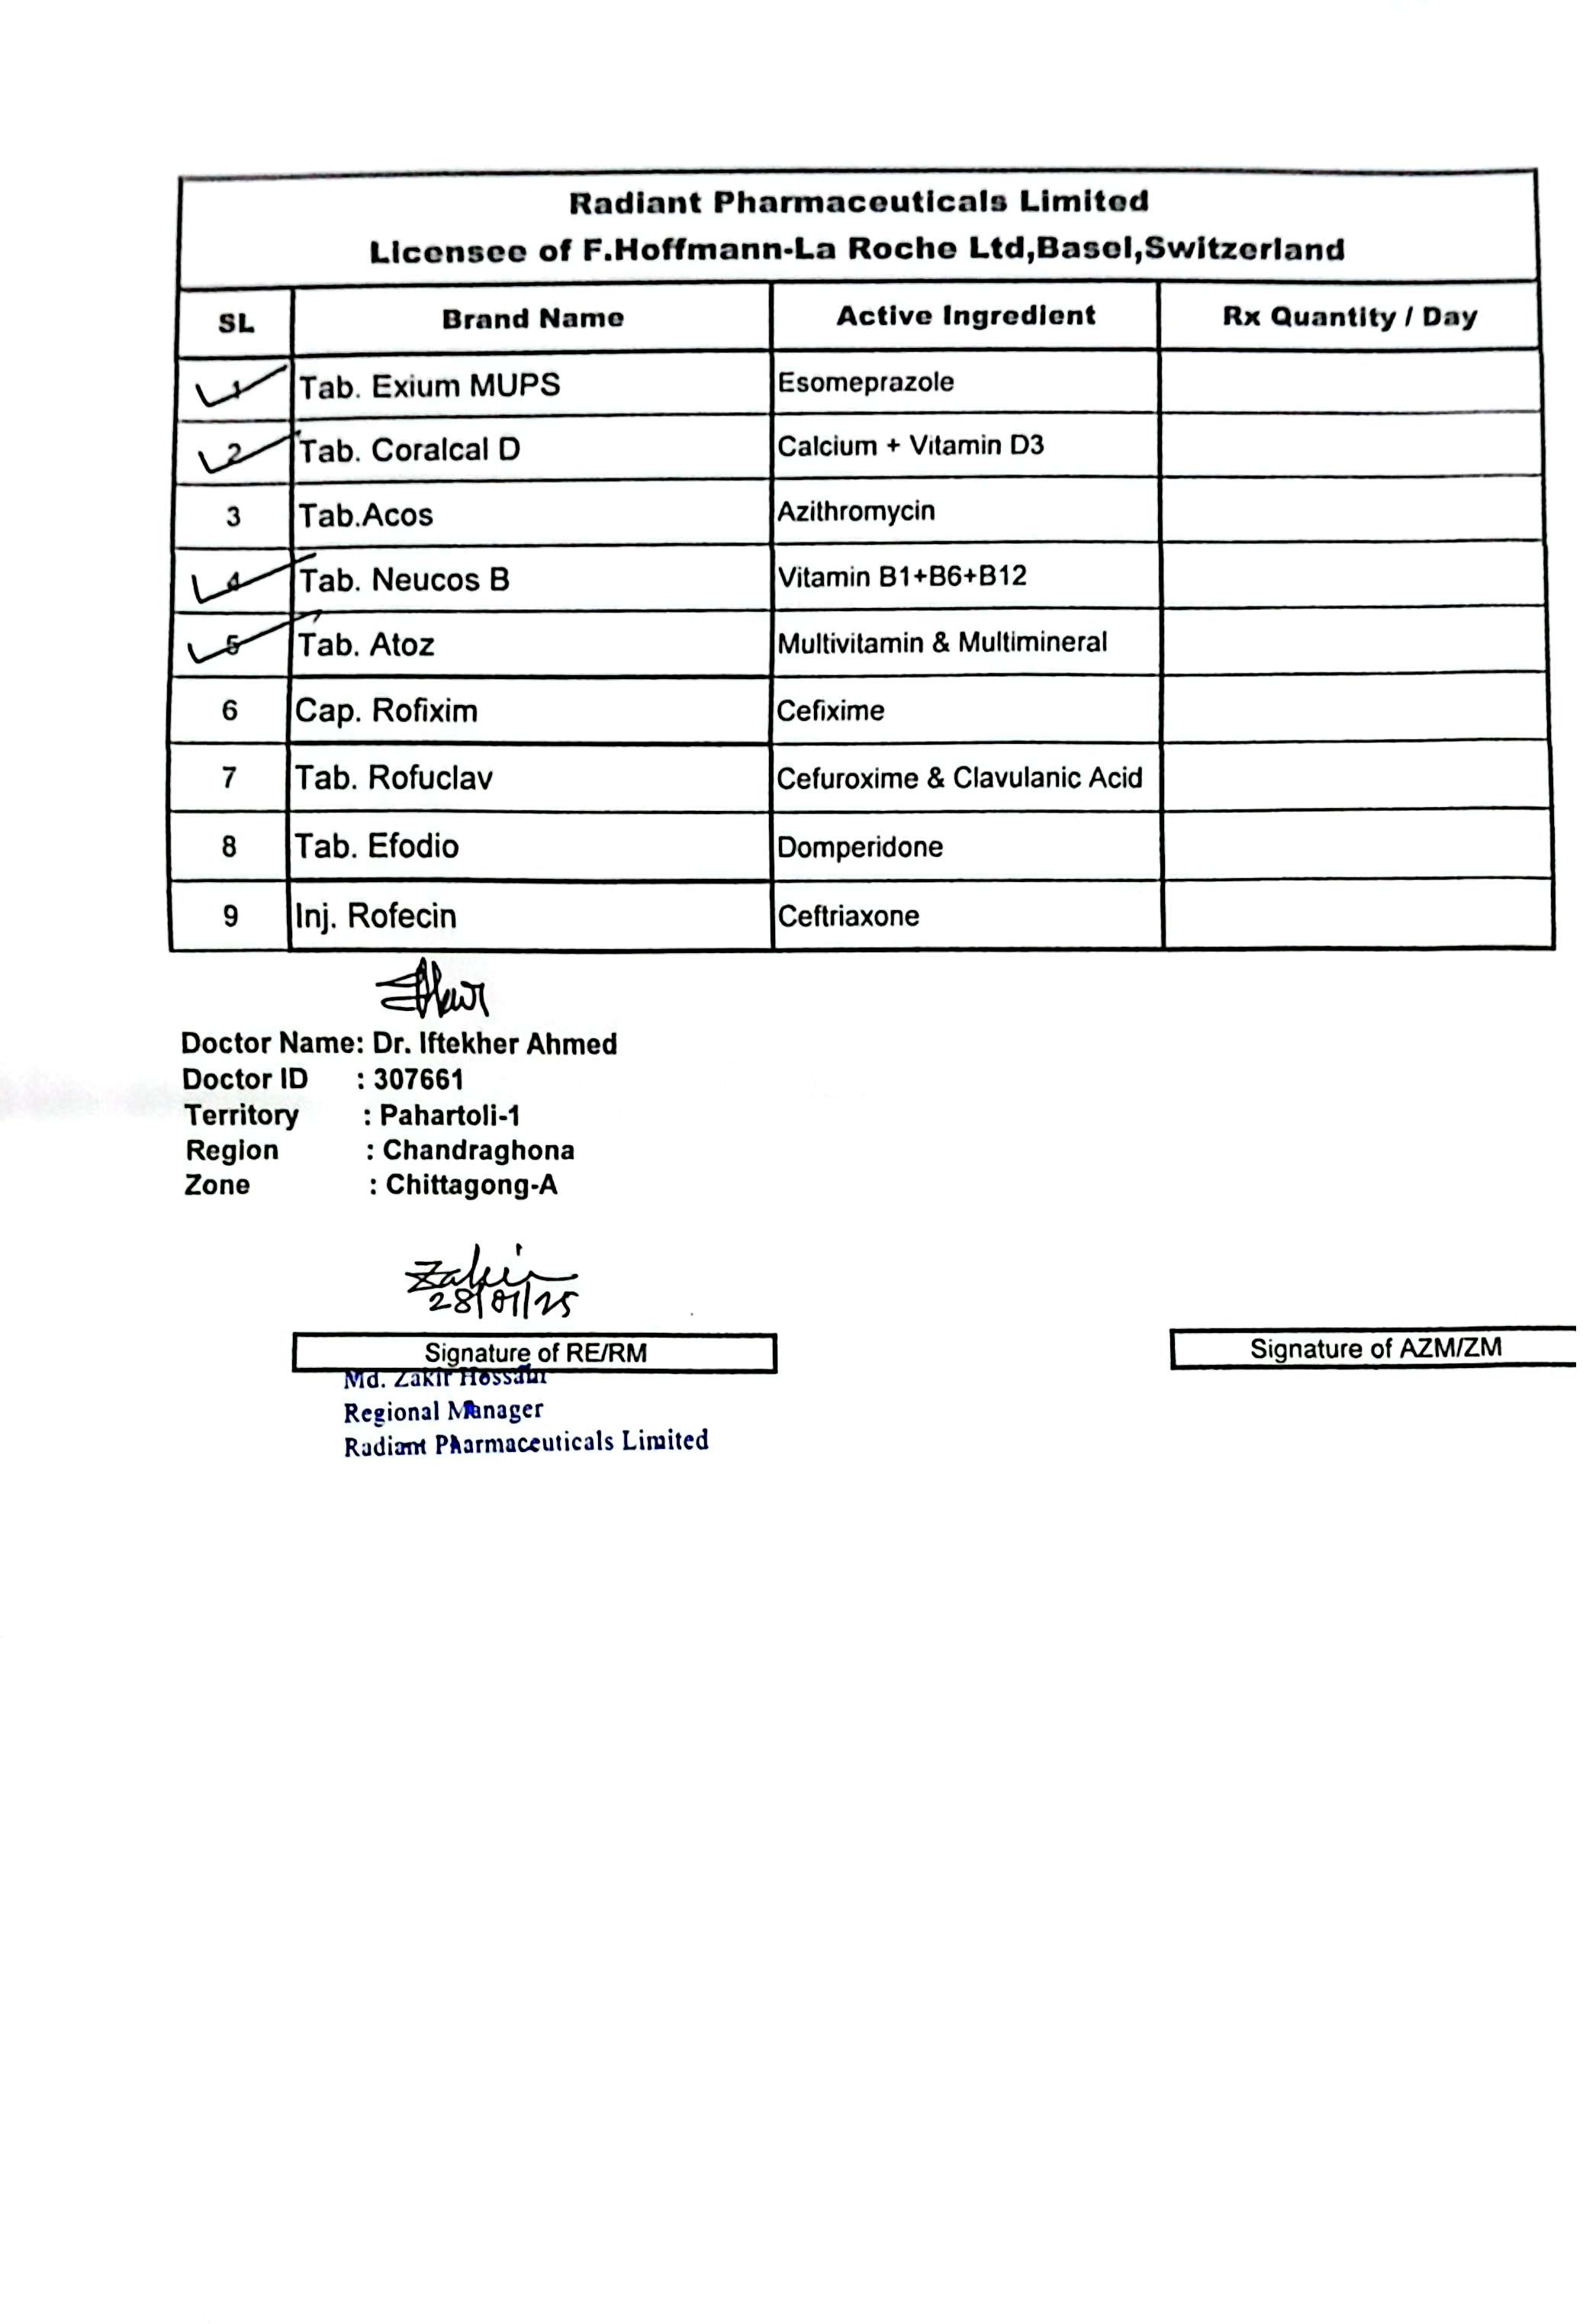 Radiant Pharmaceuticals Limited
Licensee of F.Hoffmann-La Roche Ltd,Basel,Switzerland
SL Brand Name Active Ingredient Rx Quantity / Day
1 Tab. Exium MUPS Esomeprazole
2 Tab. Coralcal D Calcium + Vitamin D3
3 Tab.Acos Azithromycin
4 Tab. Neucos B Vitamin B1+B6+B12
5 Tab. Atoz Multivitamin & Multimineral
6 Cap. Rofixim Cefixime
7 Tab. Rofuclav Cefuroxime & Clavulanic Acid
8 Tab. Efodio Domperidone
9 Inj. Rofecin Ceftriaxone
Doctor Name: Dr. Iftekher Ahmed
Doctor ID : 307661
Territory : Pahartoli-1
Region : Chandraghona
Zone : Chittagong-A
Zakir
28/01/25
Signature of RE/RM Signature of AZM/ZM
Md. Zakir Hossain
Regional Manager
Radiant Pharmaceuticals Limited